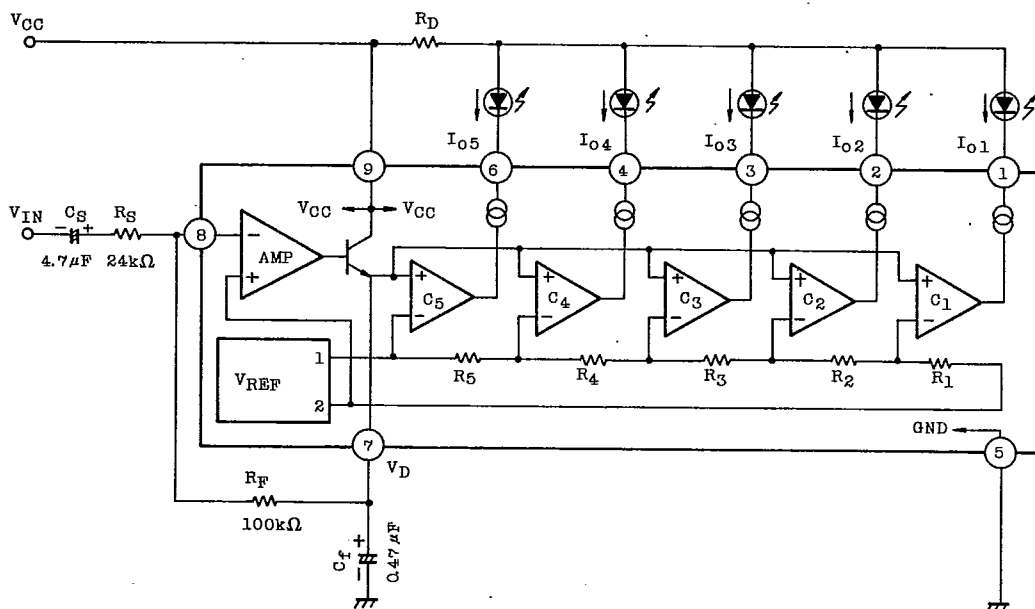 VCC
RD
Io5
Io4
Io3
Io2
Io1
9
6
4
3
2
1
VIN
CS
RS
4.7μF
24kΩ
8
VCC
VCC
−
AMP
+
+
C5
−
+
C4
−
+
C3
−
+
C2
−
+
C1
−
VREF
1
2
R5
R4
R3
R2
R1
GND
7
VD
5
RF
100kΩ
Cf
+
−
0.47μF